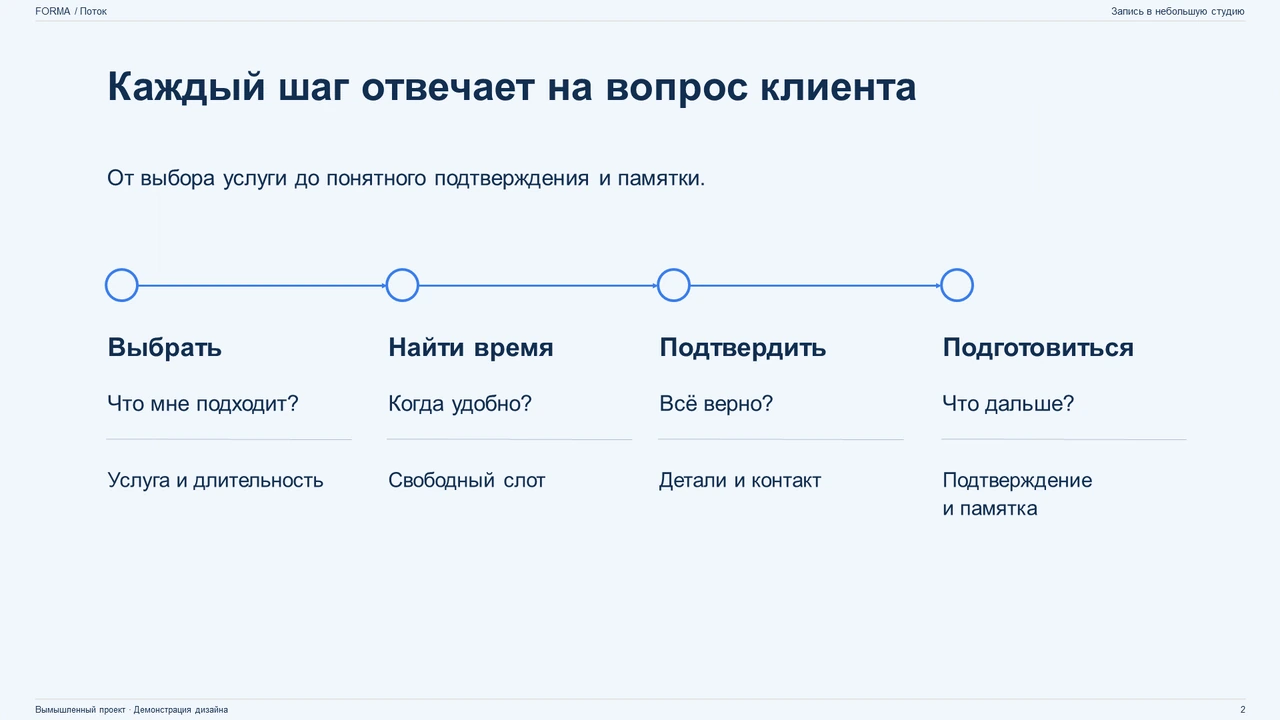 FORMA / Поток
Запись в небольшую студию
Каждый шаг отвечает на вопрос клиента
От выбора услуги до понятного подтверждения и памятки.
Выбрать
Что мне подходит?
Услуга и длительность
Найти время
Когда удобно?
Свободный слот
Подтвердить
Всё верно?
Детали и контакт
Подготовиться
Что дальше?
Подтверждение
и памятка
Вымышленный проект · Демонстрация дизайна
2